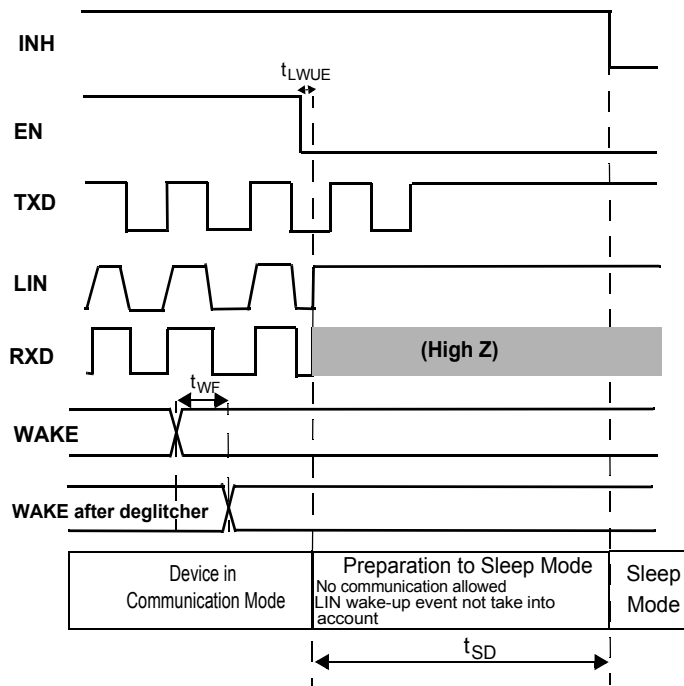 INH
tLWUE
EN
TXD
LIN
RXD
(High Z)
tWF
WAKE
WAKE after deglitcher
Device in
Communication Mode
Preparation to Sleep Mode
No communication allowed
LIN wake-up event not take into
account
Sleep
Mode
tSD